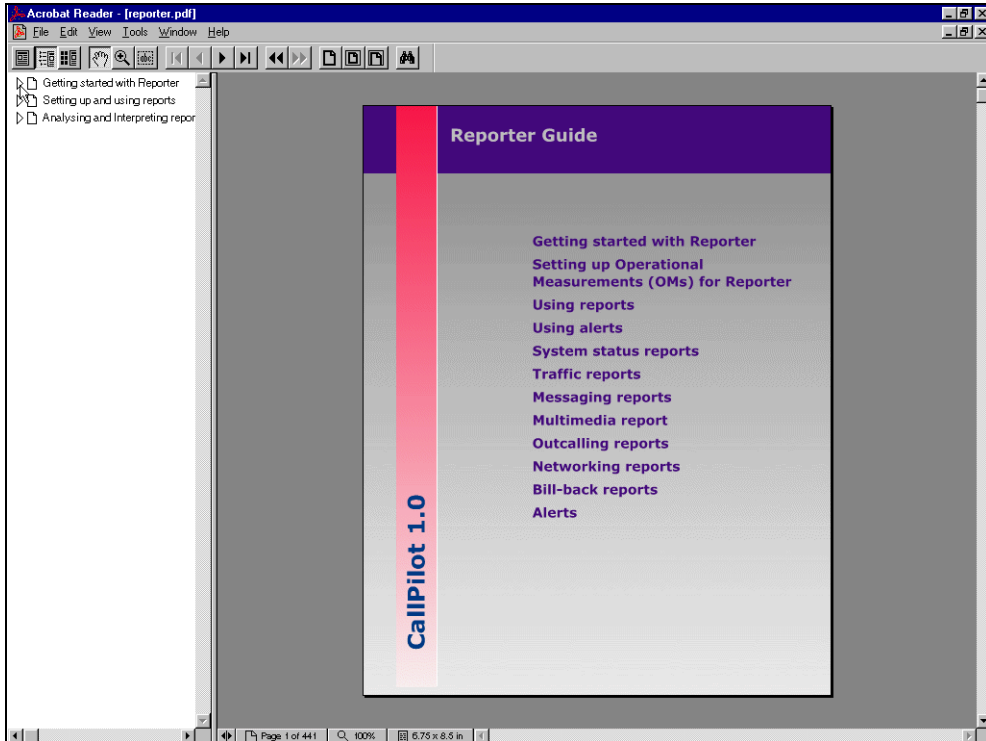 Acrobat Reader - [reporter.pdf]
File Edit View Tools Window Help
abc
Getting started with Reporter
Setting up and using reports
Analysing and Interpreting repor
Reporter Guide
Getting started with Reporter
Setting up Operational
Measurements (OMs) for Reporter
Using reports
Using alerts
System status reports
Traffic reports
Messaging reports
Multimedia report
Outcalling reports
Networking reports
Bill-back reports
Alerts
CallPilot 1.0
Page 1 of 441 100% 6.75 x 8.5 in